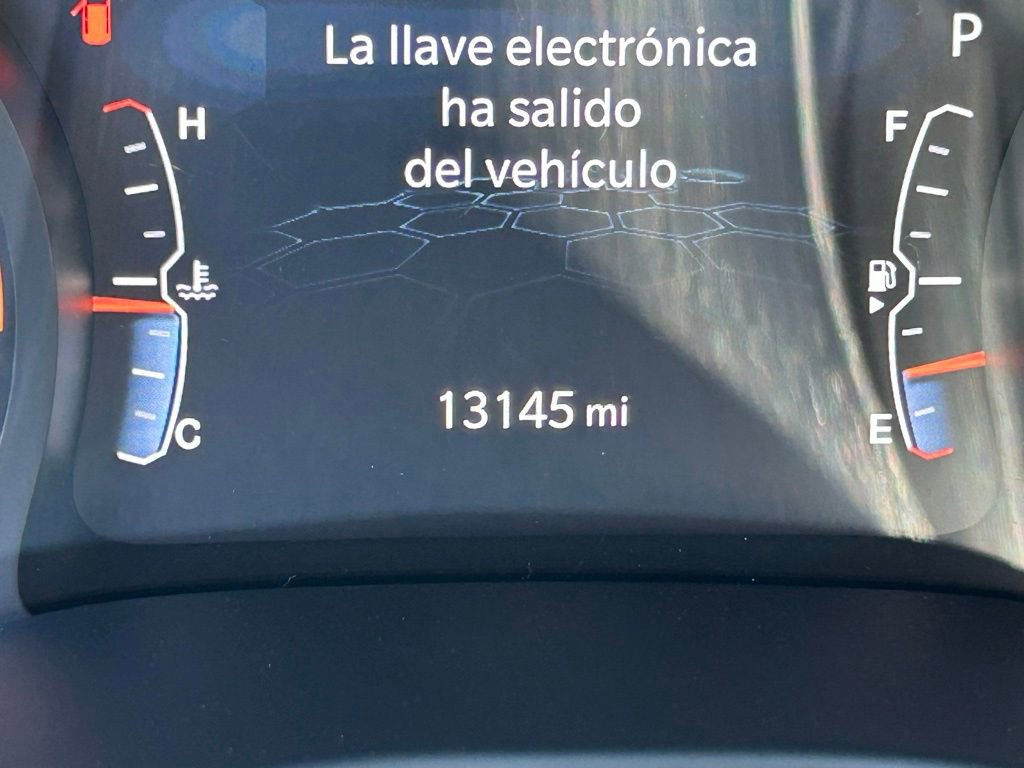 La llave electrónica
P
ha salido
H
F
del vehículo
13145 mi
C
E